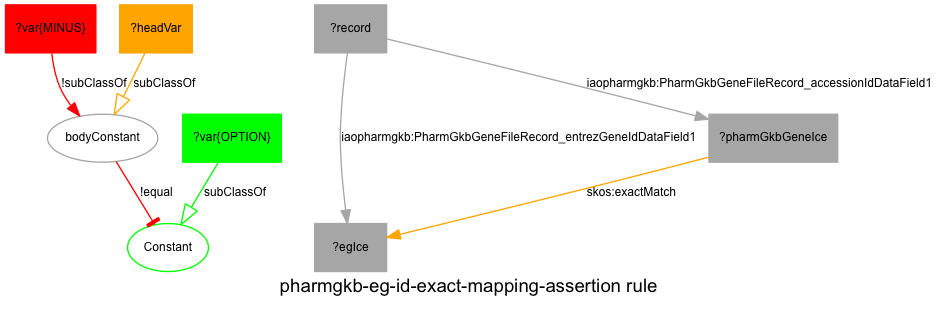 ?var{MINUS}
?headVar
?record
!subClassOf
subClassOf
iaopharmgkb:PharmGkbGeneFileRecord_accessionIdDataField1
bodyConstant
?var{OPTION}
iaopharmgkb:PharmGkbGeneFileRecord_entrezGeneIdDataField1
?pharmGkbGeneIce
!equal
subClassOf
skos:exactMatch
Constant
?egIce
pharmgkb-eg-id-exact-mapping-assertion rule